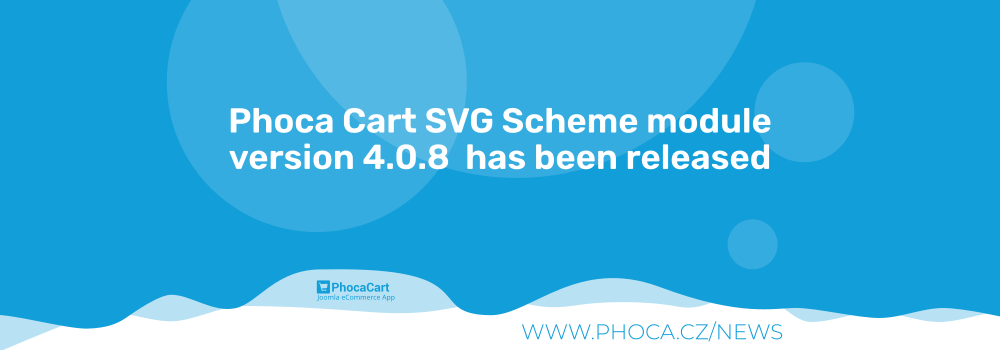 Phoca Cart SVG Scheme module
version 4.0.8 has been released
PhocaCart
Joomla eCommerce App
WWW.PHOCA.CZ/NEWS